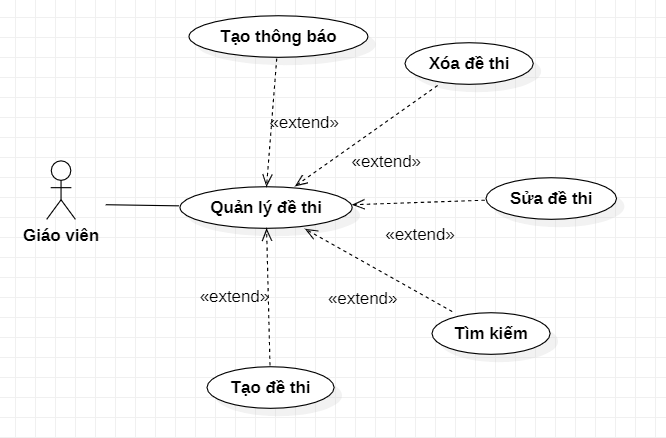 Tạo thông báo
Xóa đề thi
«extend»
«extend»
Sửa đề thi
Quản lý đề thi
Giáo viên
«extend»
«extend»
«extend»
Tìm kiếm
Tạo đề thi